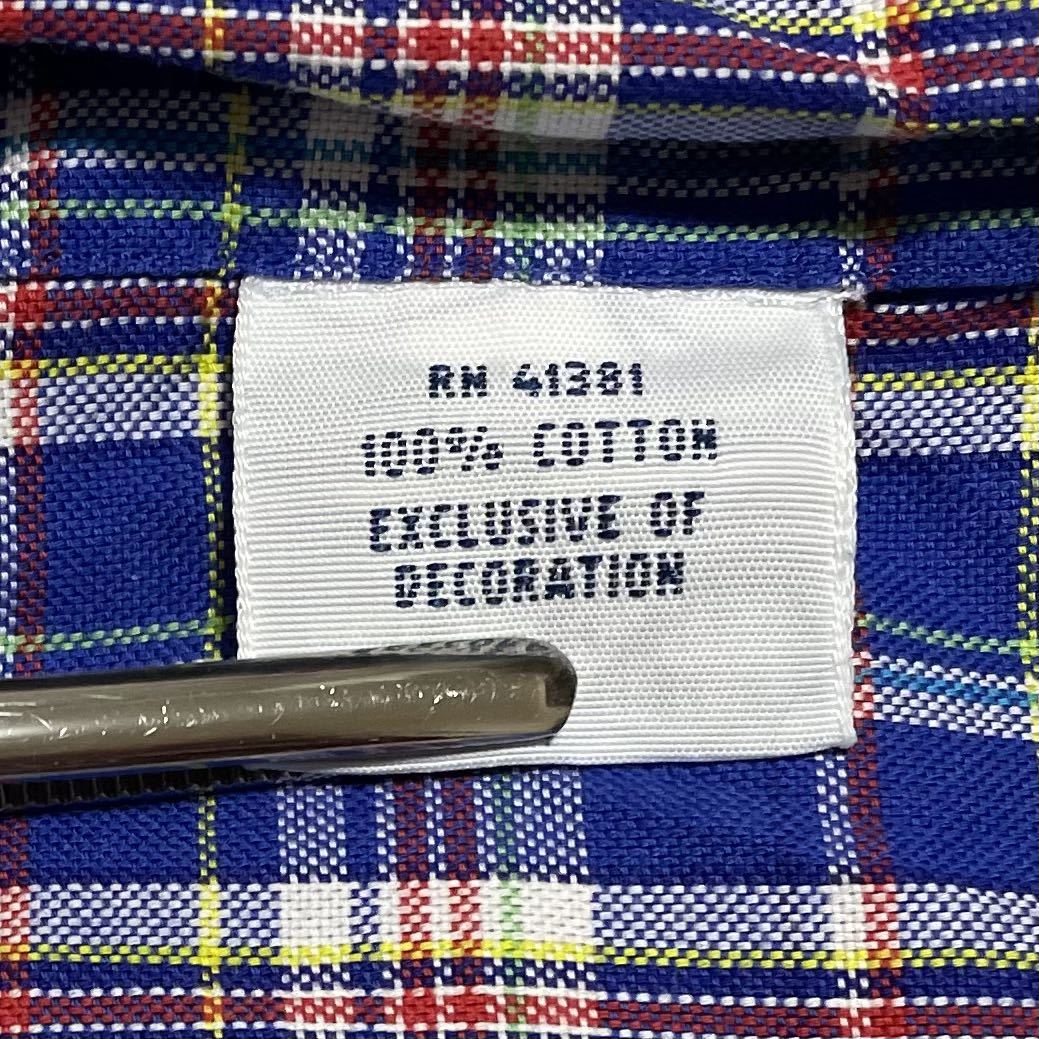 RN 41381
100% COTTON
EXCLUSIVE OF
DECORATION